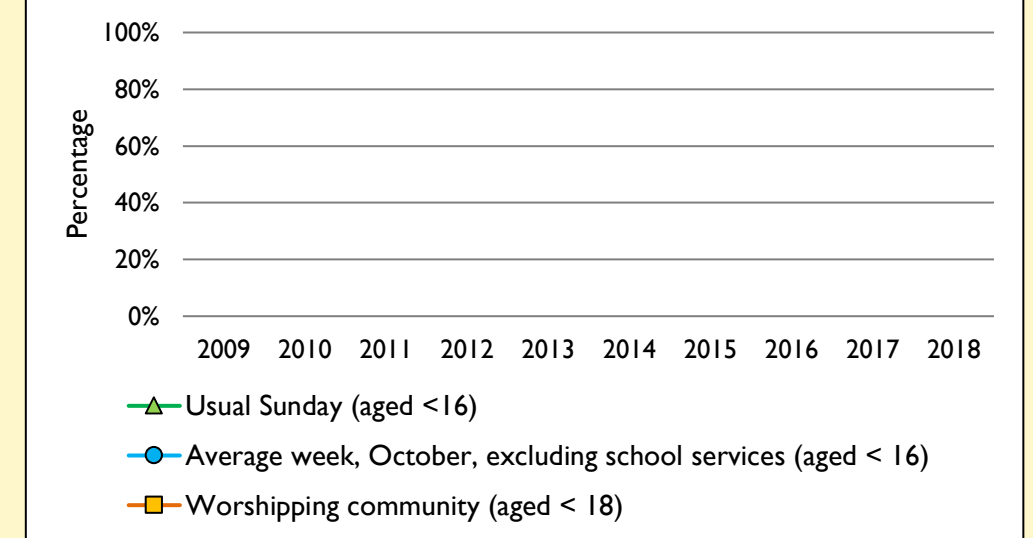 100%
80%
60%
40%
20%
0%
Percentage
2009 2010 2011 2012 2013 2014 2015 2016 2017 2018
Usual Sunday (aged <16)
Average week, October, excluding school services (aged < 16)
Worshipping community (aged < 18)